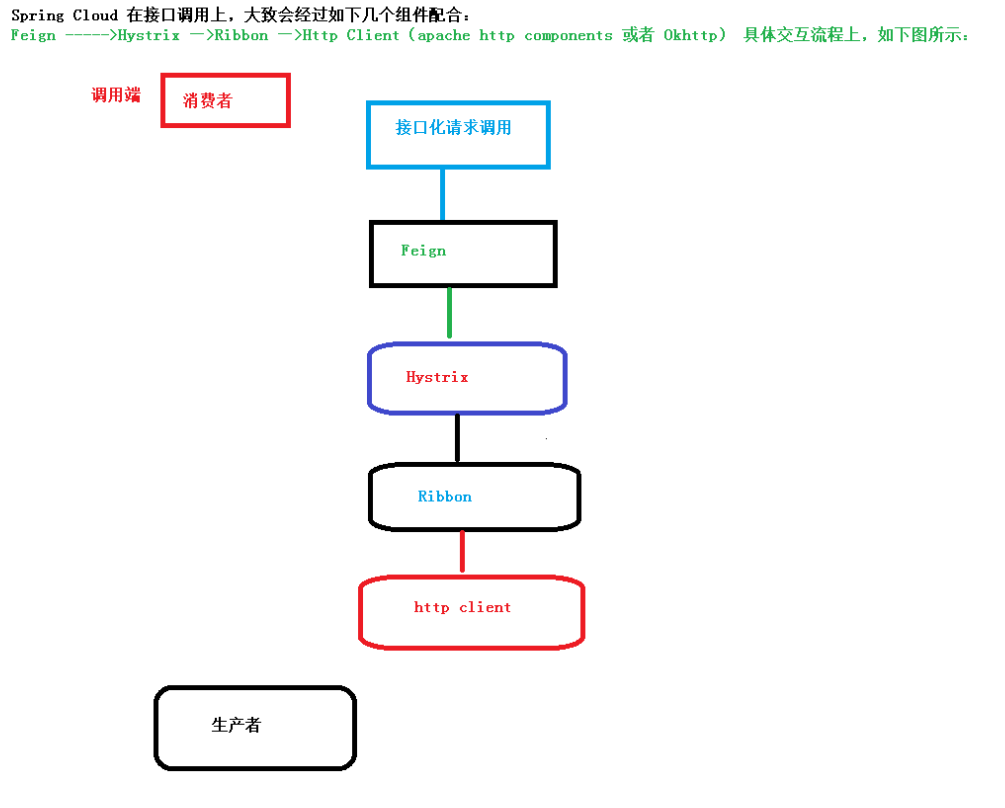 Spring Cloud 在接口调用上，大致会经过如下几个组件配合：
Feign ----->Hystrix —>Ribbon —>Http Client（apache http components 或者 Okhttp） 具体交互流程上，如下图所示：
调用端 消费者
接口化请求调用
Feign
Hystrix
Ribbon
http client
生产者